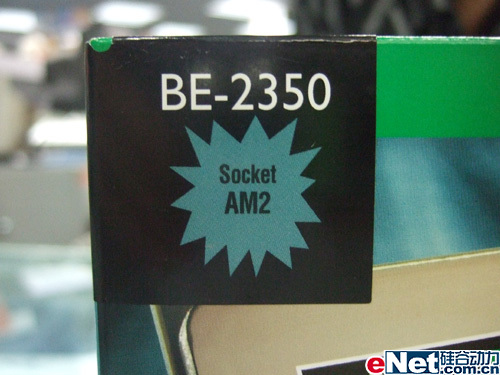 BE-2350
Socket
AM2
eNet硅谷动力
.com.cn